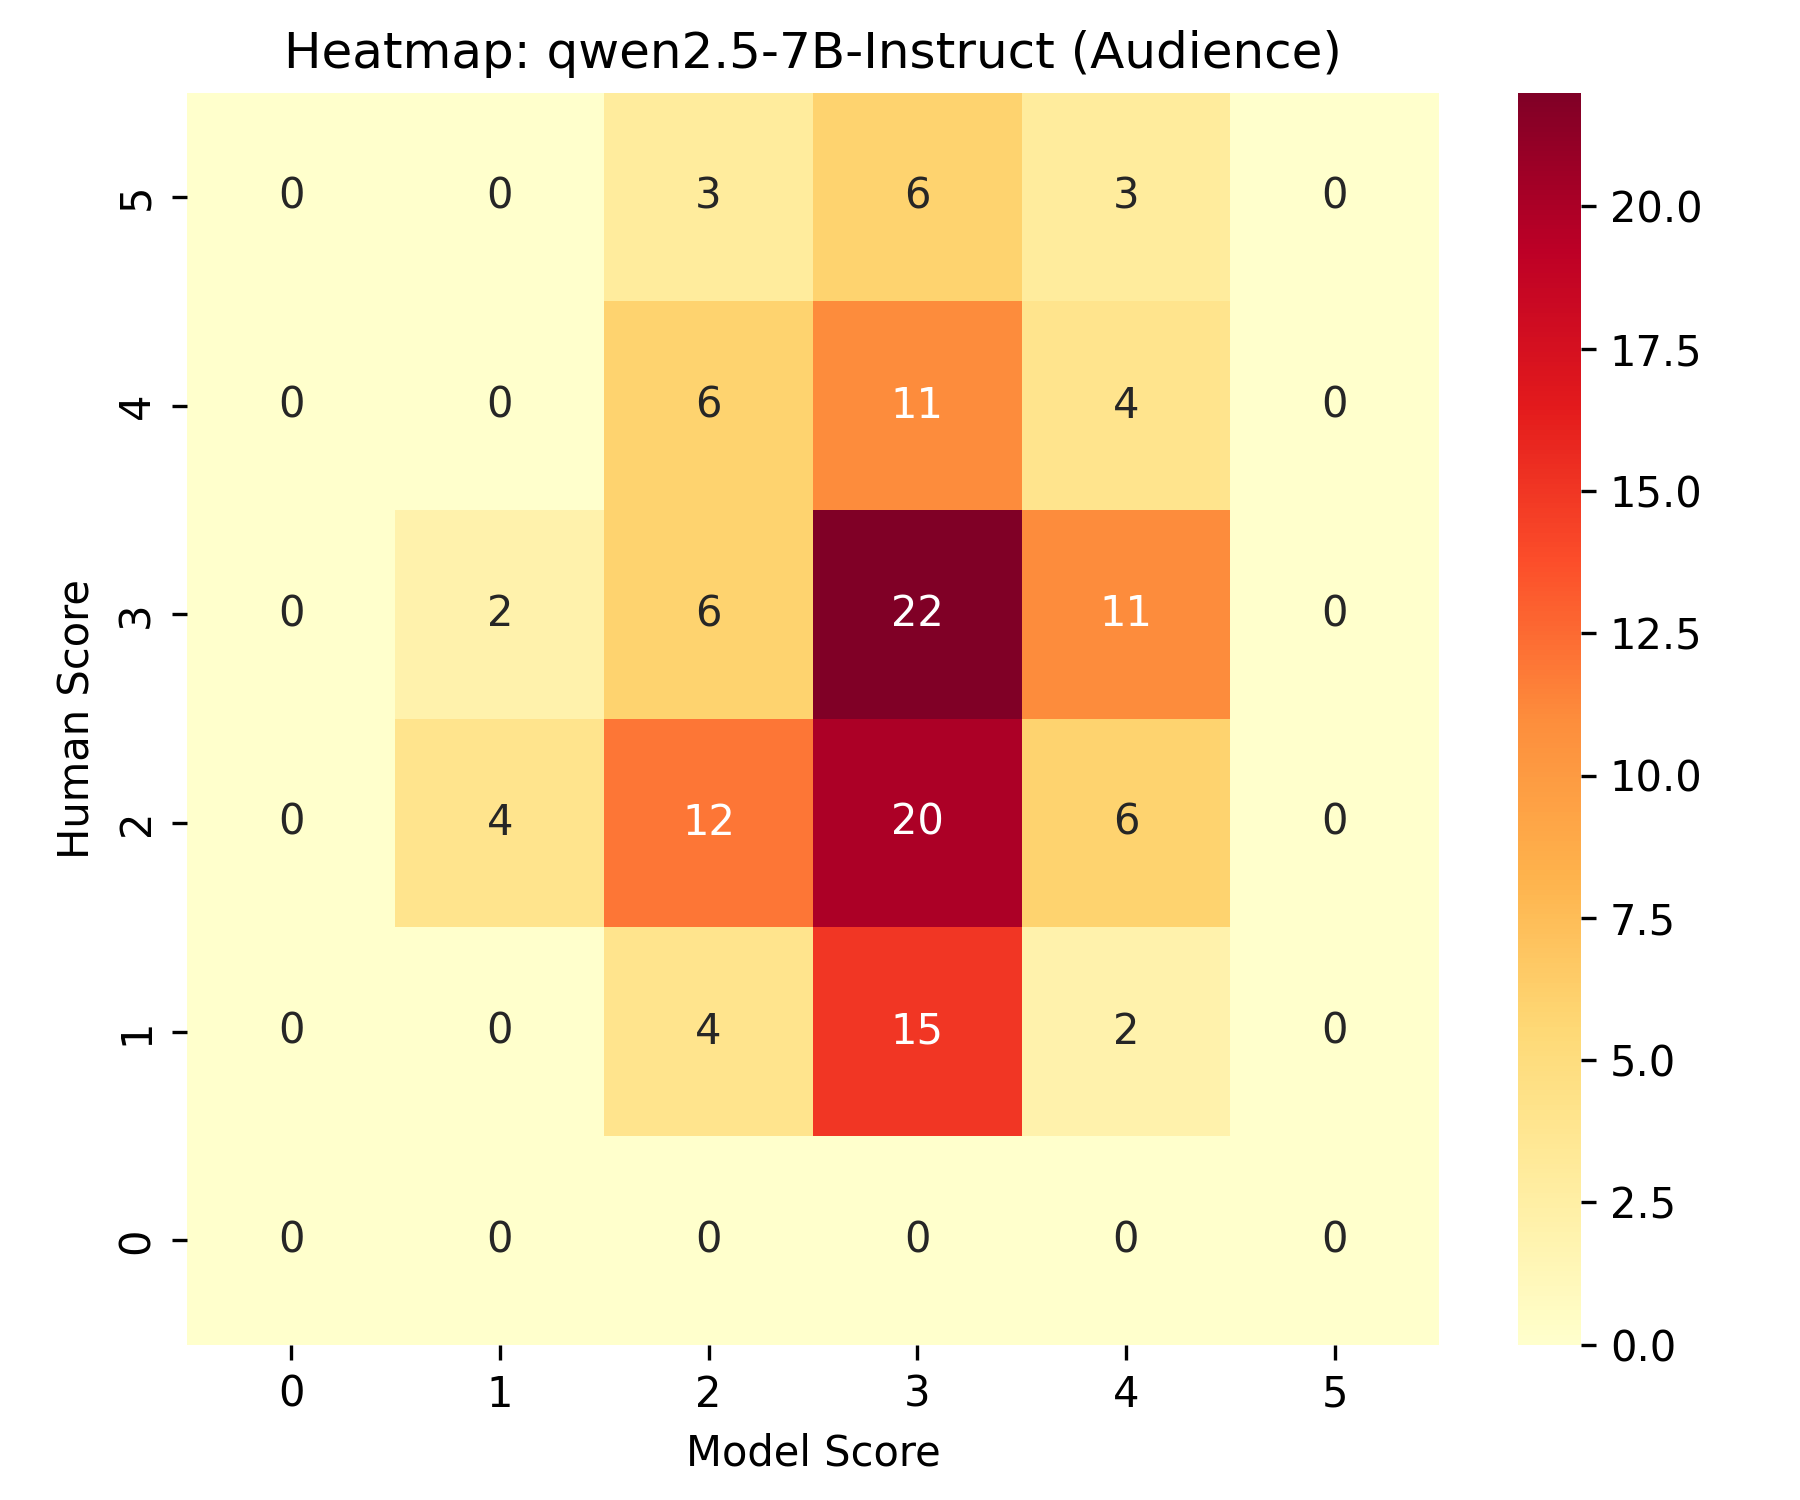 Heatmap: qwen2.5-7B-Instruct (Audience)
Human Score
5 0 0 3 6 3 0
4 0 0 6 11 4 0
3 0 2 6 22 11 0
2 0 4 12 20 6 0
1 0 0 4 15 2 0
0 0 0 0 0 0 0
0 1 2 3 4 5
Model Score
20.0
17.5
15.0
12.5
10.0
7.5
5.0
2.5
0.0